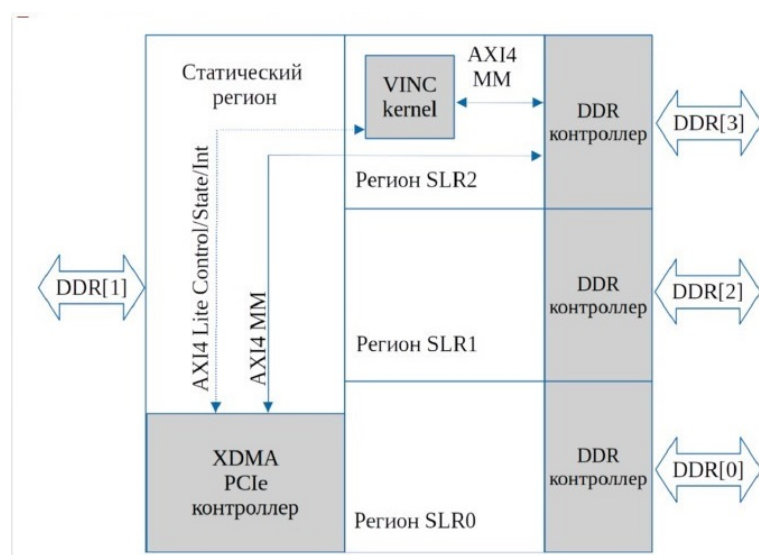 Статический
регион
VINC
kernel
AXI4
MM
DDR
контроллер
DDR[3]
Регион SLR2
AXI4 Lite Control/State/Int
AXI4 MM
DDR[1]
DDR
контроллер
DDR[2]
Регион SLR1
XDMA
PCIe
контроллер
DDR
контроллер
DDR[0]
Регион SLR0